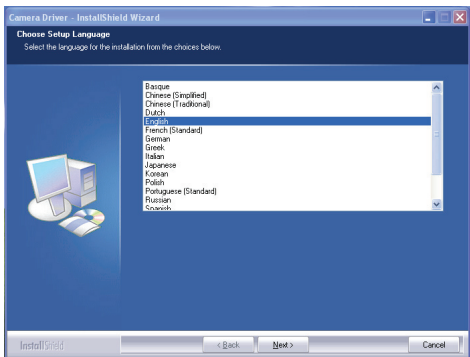 Camera Driver - InstallShield Wizard
Choose Setup Language
Select the language for the installation from the choices below.
Basque
Chinese (Simplified)
Chinese (Traditional)
Dutch
English
French (Standard)
German
Greek
Italian
Japanese
Korean
Polish
Portuguese (Standard)
Russian
Spanish
InstallShield
< Back
Next >
Cancel